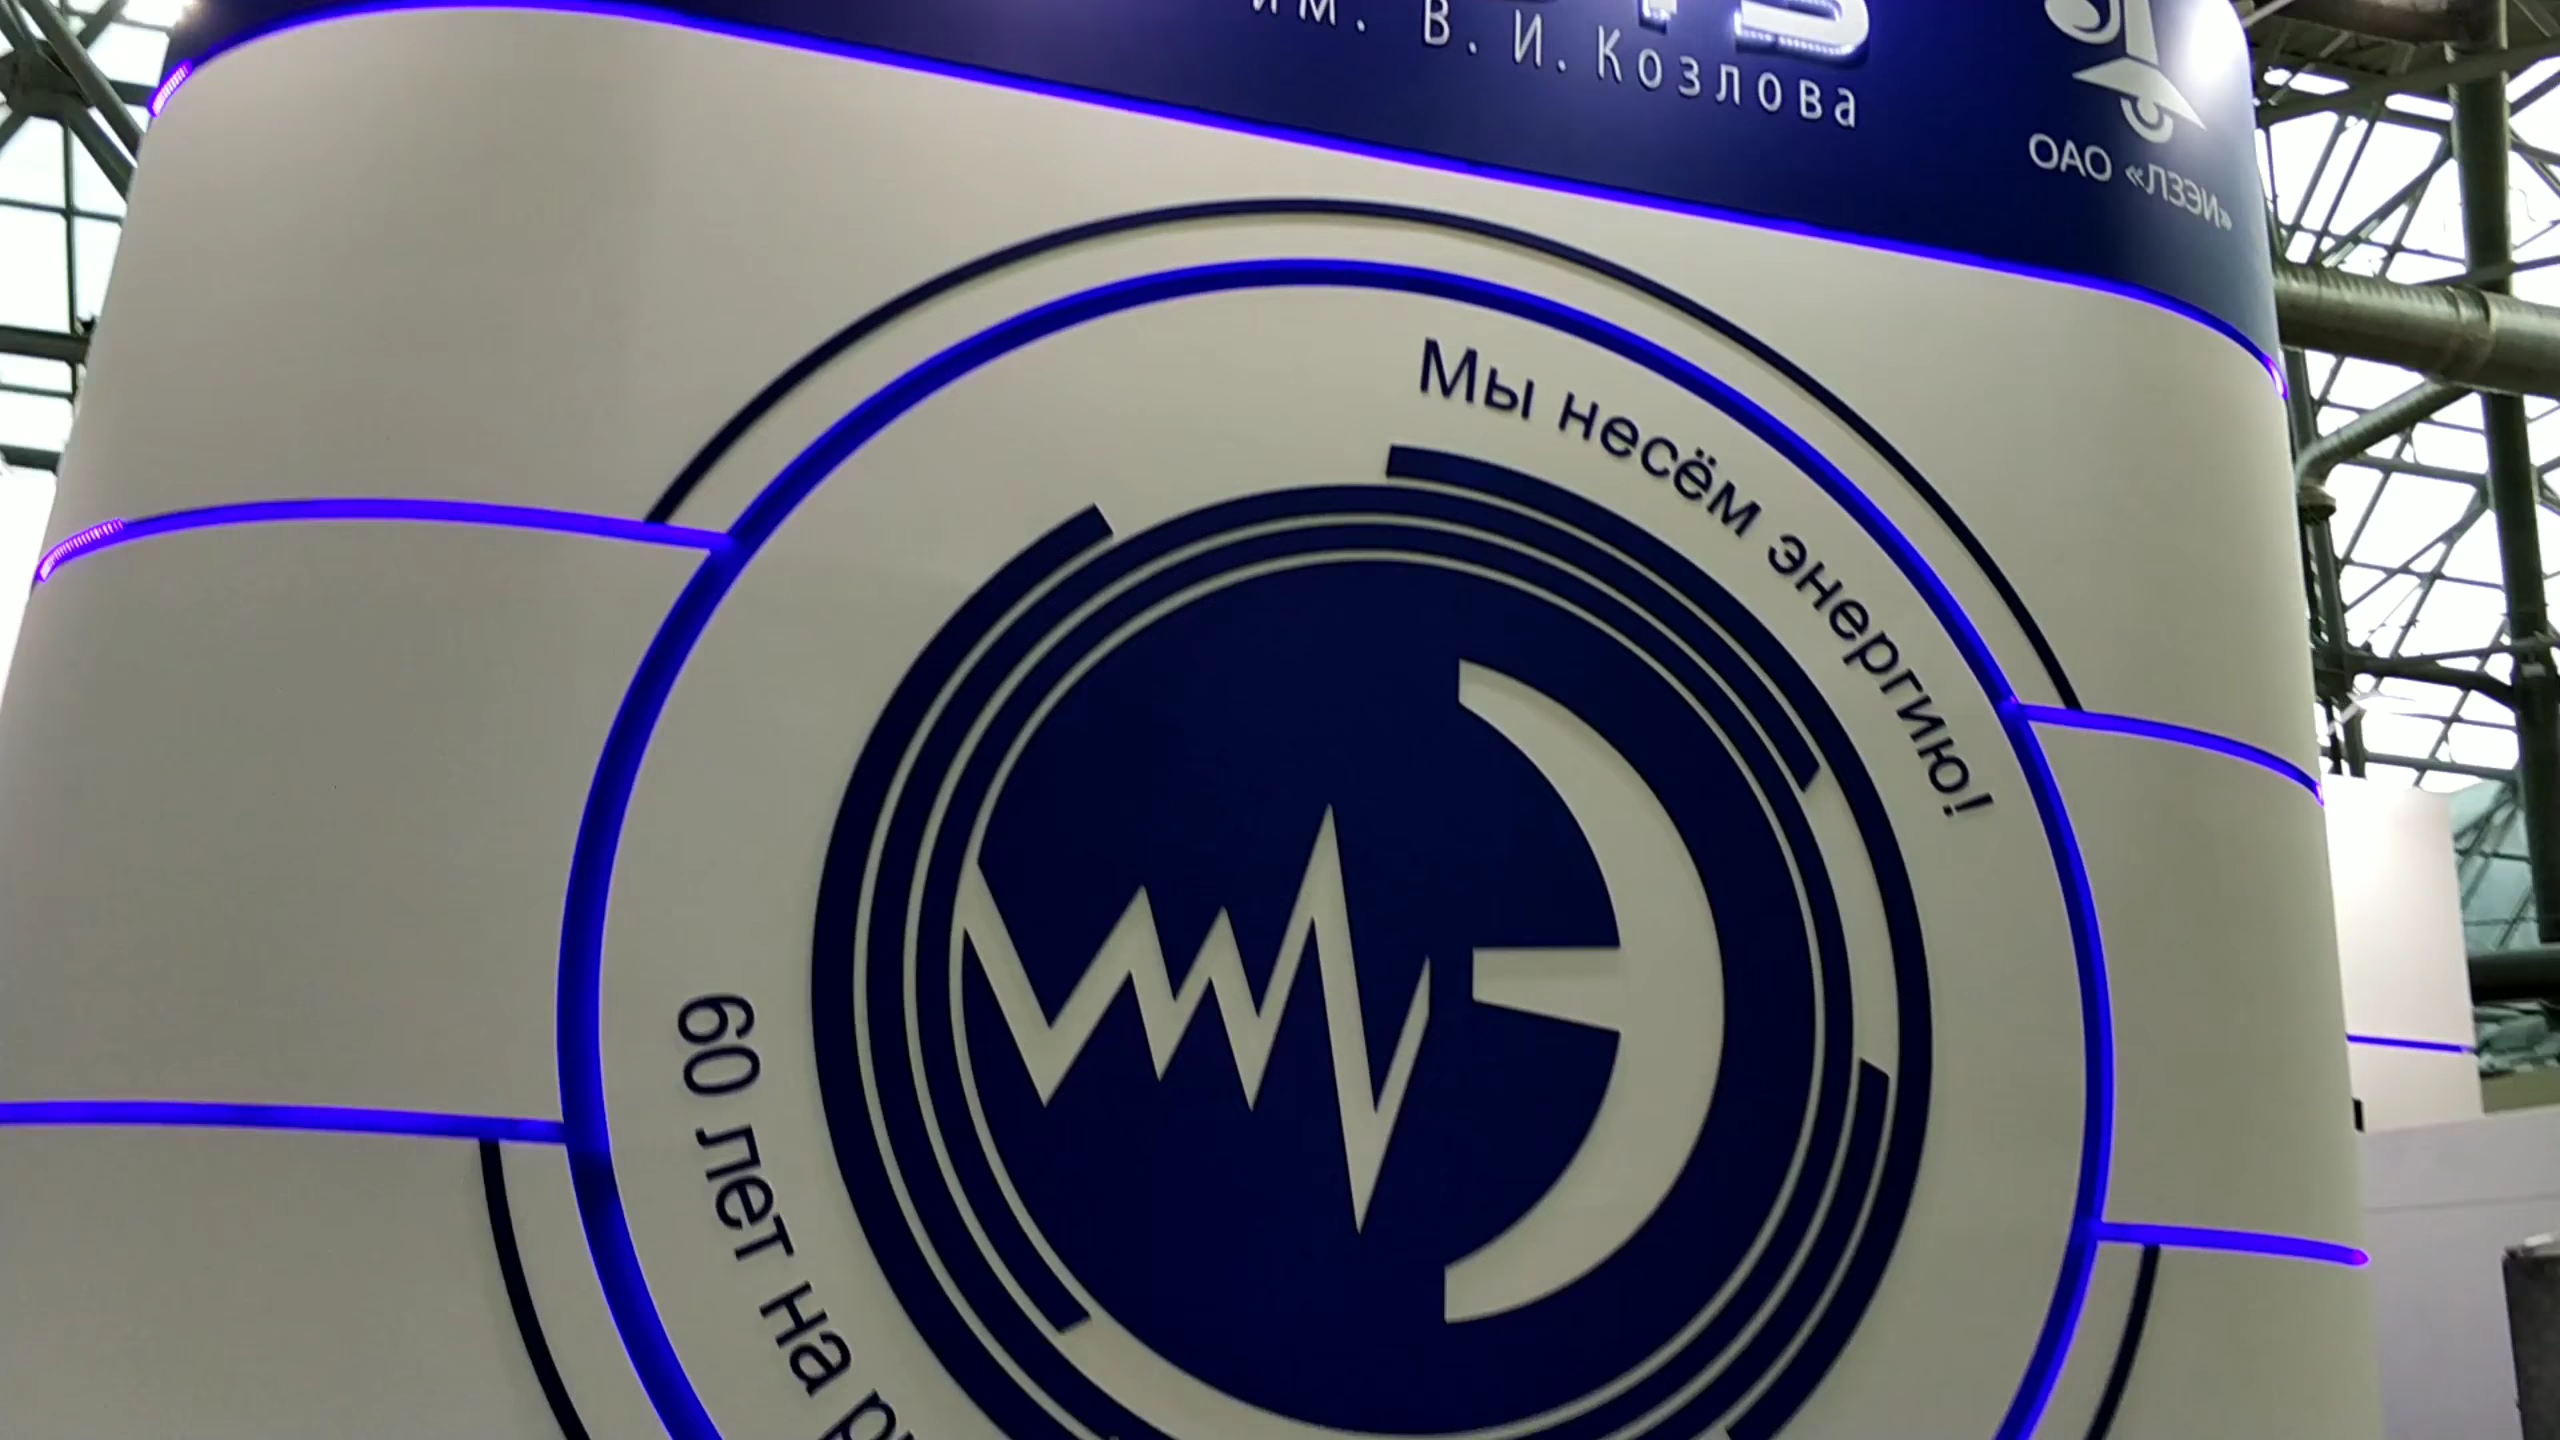 им. В. И. Козлова
ОАО «ЛЗЭИ»
Мы несём энергию!
60 лет на